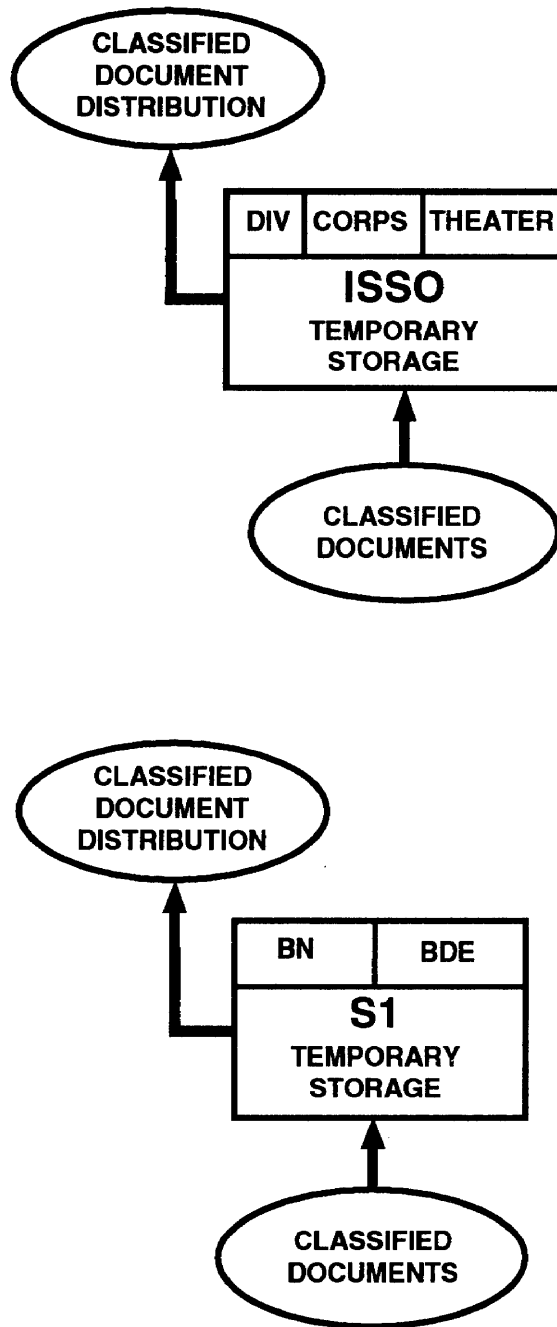 CLASSIFIED
DOCUMENT
DISTRIBUTION
DIV CORPS THEATER
ISSO
TEMPORARY
STORAGE
CLASSIFIED
DOCUMENTS
CLASSIFIED
DOCUMENT
DISTRIBUTION
BN BDE
S1
TEMPORARY
STORAGE
CLASSIFIED
DOCUMENTS